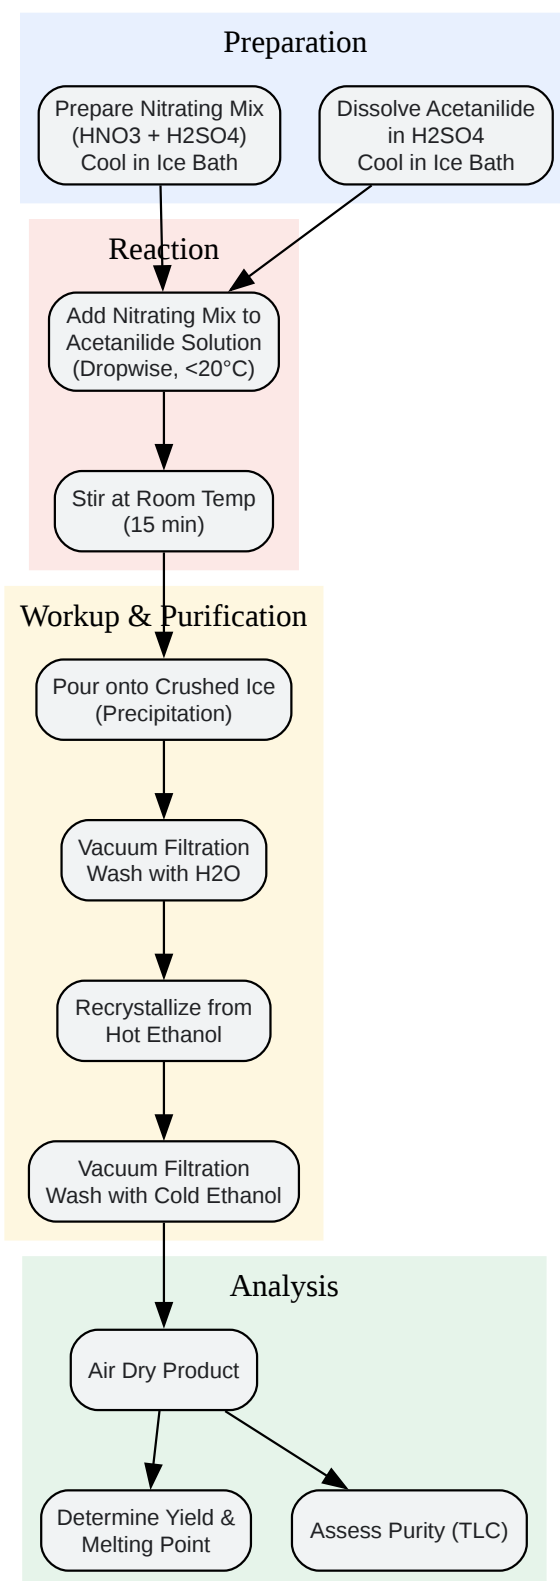 Preparation
Prepare Nitrating Mix
(HNO3 + H2SO4)
Cool in Ice Bath
Dissolve Acetanilide
in H2SO4
Cool in Ice Bath
Reaction
Add Nitrating Mix to
Acetanilide Solution
(Dropwise, <20°C)
Stir at Room Temp
(15 min)
Workup & Purification
Pour onto Crushed Ice
(Precipitation)
Vacuum Filtration
Wash with H2O
Recrystallize from
Hot Ethanol
Vacuum Filtration
Wash with Cold Ethanol
Analysis
Air Dry Product
Determine Yield &
Melting Point
Assess Purity (TLC)